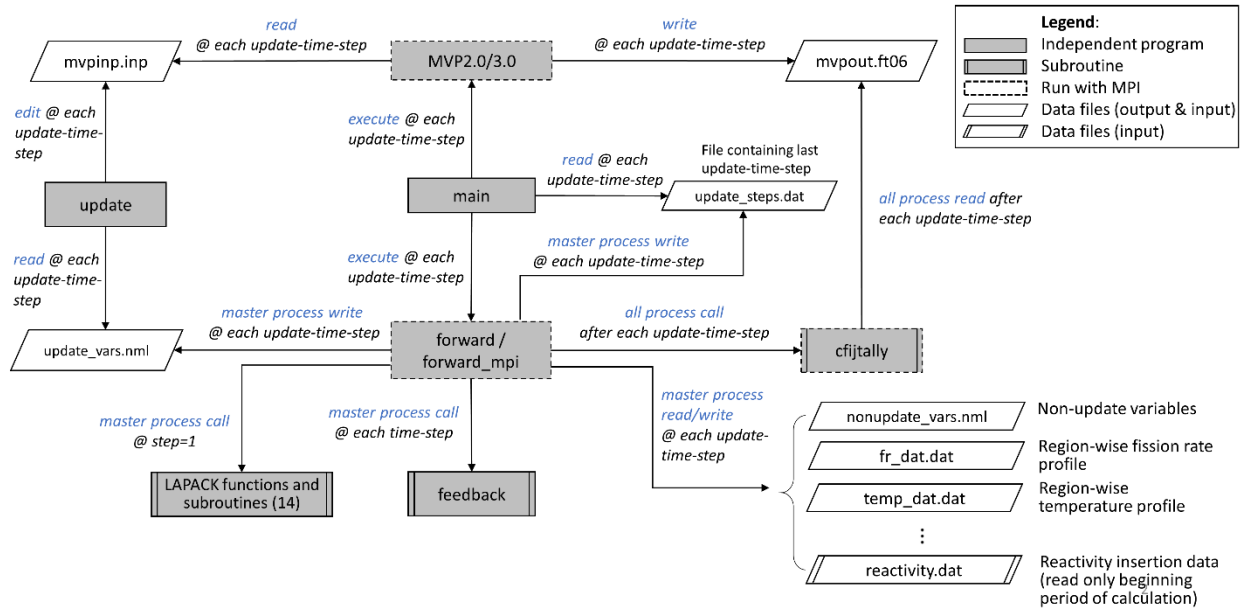 read
@ each update-time-step
write
@ each update-time-step
mvpinp.inp
MVP2.0/3.0
mvpout.ft06
Legend:
Independent program
Subroutine
Run with MPI
Data files (output & input)
Data files (input)
edit @ each
update-time-
step
execute @ each
update-time-
step
read @ each
update-time-step
File containing last
update-time-step
update
main
update_steps.dat
all process read after
each update-time-step
read @ each
update-time-
step
execute @ each
update-time-
step
master process write
@ each update-time-step
master process write
@ each update-time-step
all process call
after each update-time-step
update_vars.nml
forward /
forward_mpi
cfijtally
master process call
@ step=1
master process call
@ each time-step
master process
read/write
@ each update-
time-step
LAPACK functions and
subroutines (14)
feedback
nonupdate_vars.nml
Non-update variables
fr_dat.dat
Region-wise fission rate
profile
temp_dat.dat
Region-wise
temperature profile
⋮
reactivity.dat
Reactivity insertion data
(read only beginning
period of calculation)
2